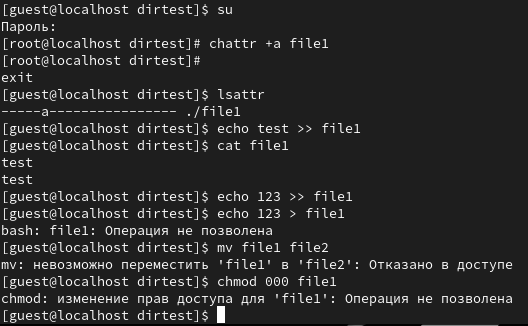 [guest@localhost dirtest]$ su
Пароль:
[root@localhost dirtest]# chattr +a file1
[root@localhost dirtest]#
exit
[guest@localhost dirtest]$ lsattr
-----a---------------- ./file1
[guest@localhost dirtest]$ echo test >> file1
[guest@localhost dirtest]$ cat file1
test
test
[guest@localhost dirtest]$ echo 123 >> file1
[guest@localhost dirtest]$ echo 123 > file1
bash: file1: Операция не позволена
[guest@localhost dirtest]$ mv file1 file2
mv: невозможно переместить 'file1' в 'file2': Отказано в доступе
[guest@localhost dirtest]$ chmod 000 file1
chmod: изменение прав доступа для 'file1': Операция не позволена
[guest@localhost dirtest]$